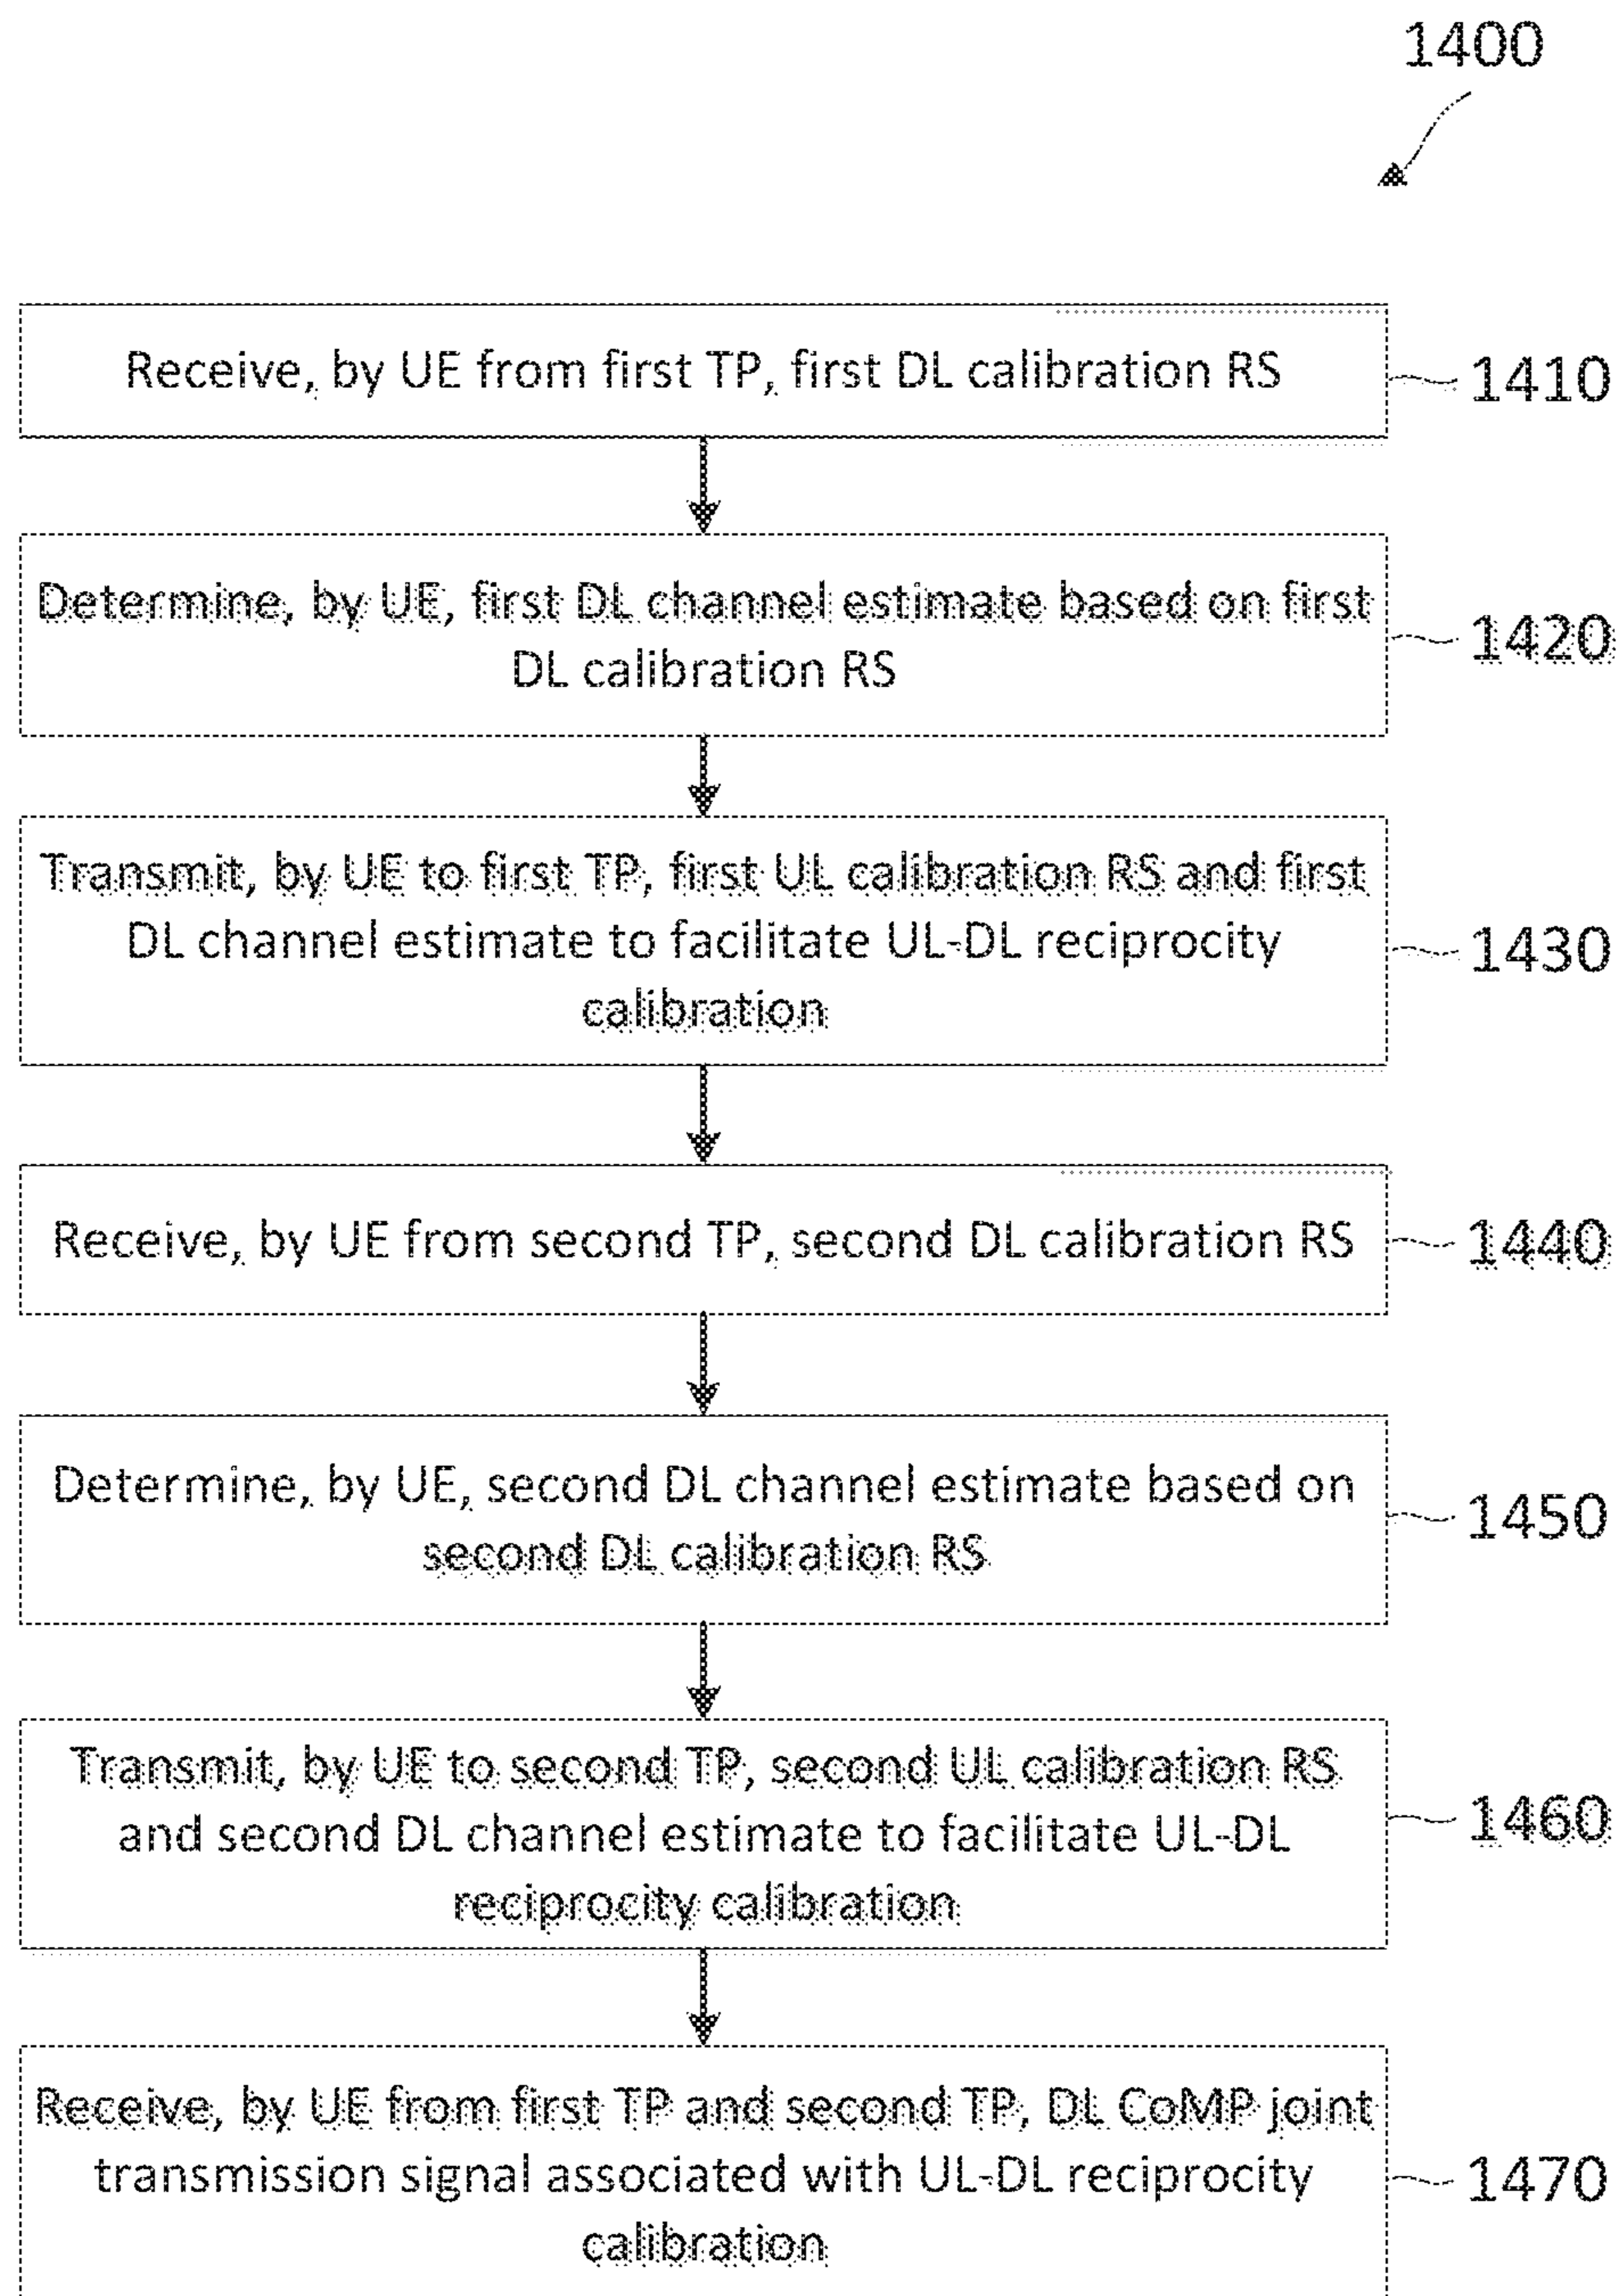 1400
Receive, by UE from first TP, first DL calibration RS
1410
Determine, by UE, first DL channel estimate based on first
DL calibration RS
1420
Transmit, by UE to first TP, first UL calibration RS and first
DL channel estimate to facilitate UL-DL reciprocity
calibration
1430
Receive, by UE from second TP, second DL calibration RS
1440
Determine, by UE, second DL channel estimate based on
second DL calibration RS
1450
Transmit, by UE to second TP, second UL calibration RS
and second DL channel estimate to facilitate UL-DL
reciprocity calibration
1460
Receive, by UE from first TP and second TP, DL CoMP joint
transmission signal associated with UL-DL reciprocity
calibration
1470